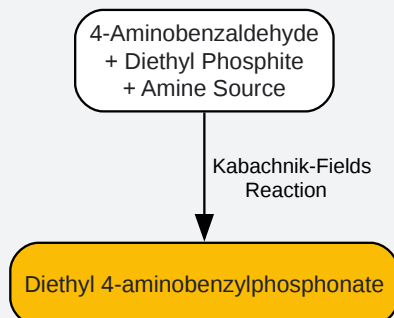 4-Aminobenzaldehyde
+ Diethyl Phosphite
+ Amine Source
Kabachnik-Fields
Reaction
Diethyl 4-aminobenzylphosphonate